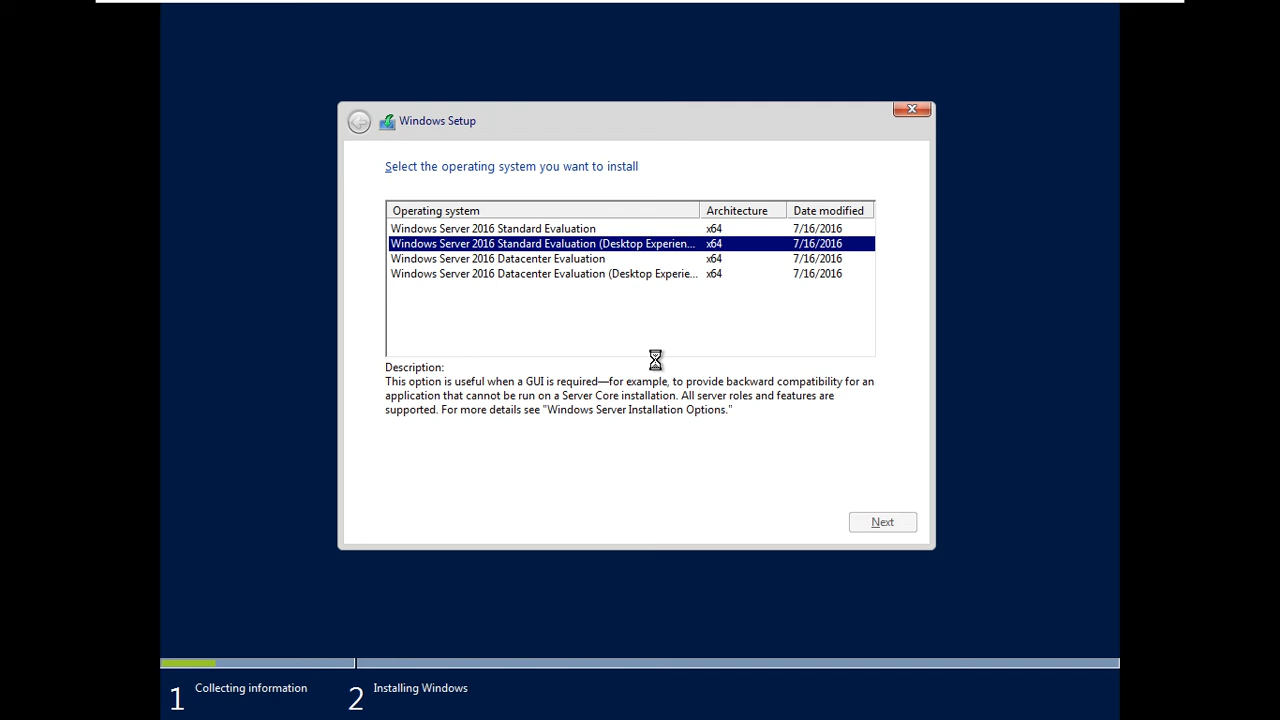 Windows Setup
Select the operating system you want to install
Operating system Architecture Date modified
Windows Server 2016 Standard Evaluation x64 7/16/2016
Windows Server 2016 Standard Evaluation (Desktop Experien... x64 7/16/2016
Windows Server 2016 Datacenter Evaluation x64 7/16/2016
Windows Server 2016 Datacenter Evaluation (Desktop Experie... x64 7/16/2016
Description:
This option is useful when a GUI is required—for example, to provide backward compatibility for an
application that cannot be run on a Server Core installation. All server roles and features are
supported. For more details see "Windows Server Installation Options."
Next
1 Collecting information 2 Installing Windows